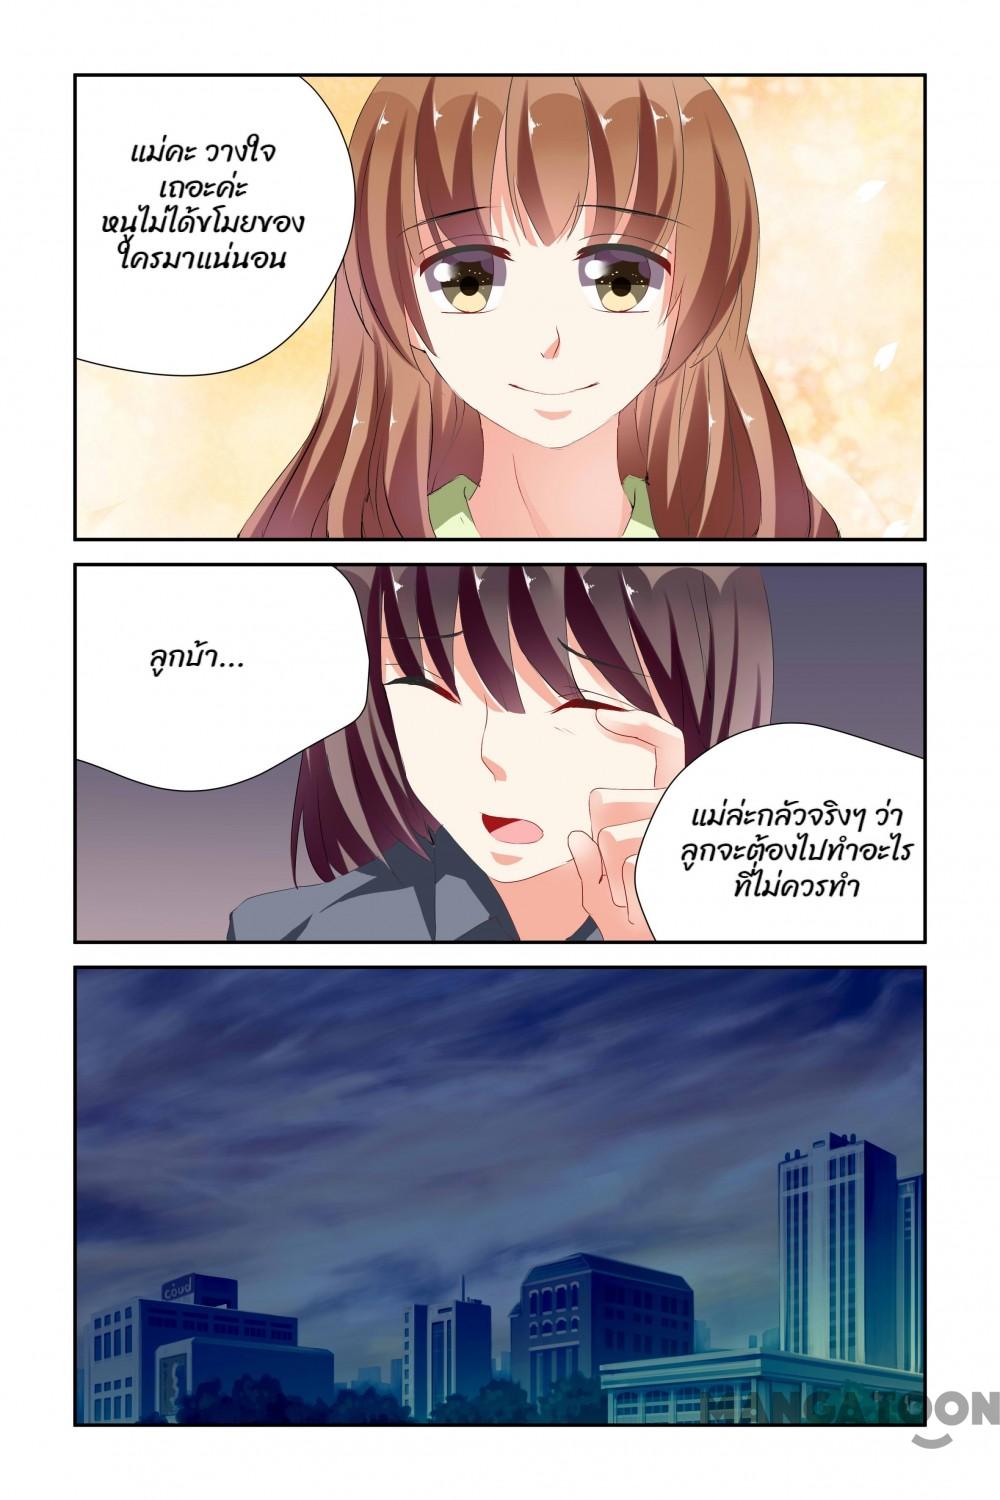 แม่คะ วางใจ
เถอะค่ะ
หนูไม่ได้ขโมยของ
ใครมาแน่นอน
ลูกบ้า...
แม่ล่ะกลัวจริงๆ ว่า
ลูกจะต้องไปทำอะไร
ที่ไม่ควรทำ
coud
MANGATOON